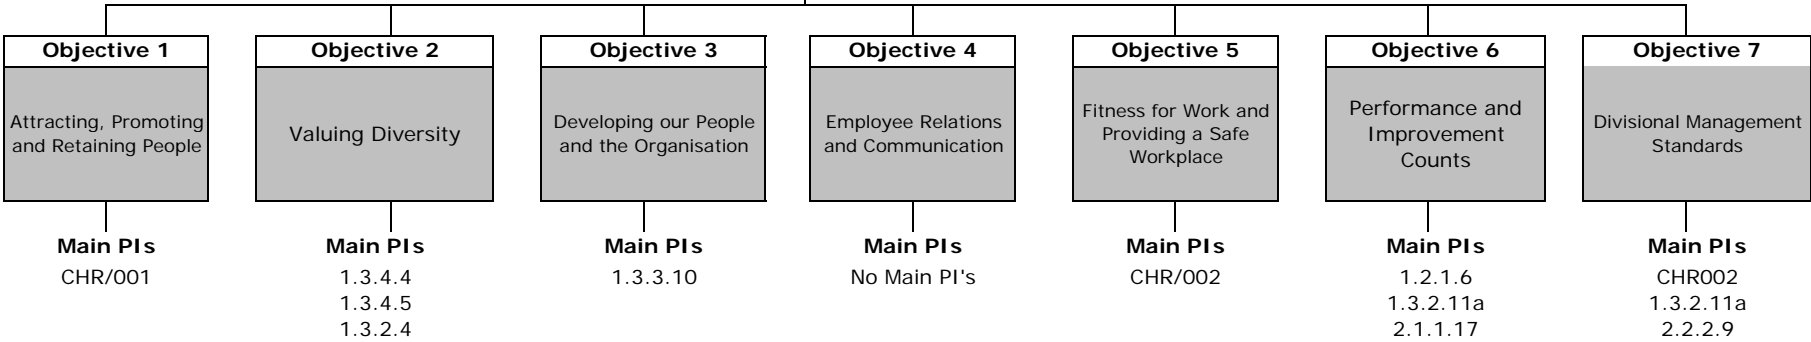 Objective 1
Attracting, Promoting
and Retaining People
Main PIs
CHR/001
Objective 2
Valuing Diversity
Main PIs
1.3.4.4
1.3.4.5
1.3.2.4
Objective 3
Developing our People
and the Organisation
Main PIs
1.3.3.10
Objective 4
Employee Relations
and Communication
Main PIs
No Main PI's
Objective 5
Fitness for Work and
Providing a Safe
Workplace
Main PIs
CHR/002
Objective 6
Performance and
Improvement
Counts
Main PIs
1.2.1.6
1.3.2.11a
2.1.1.17
Objective 7
Divisional Management
Standards
Main PIs
CHR002
1.3.2.11a
2.2.2.9